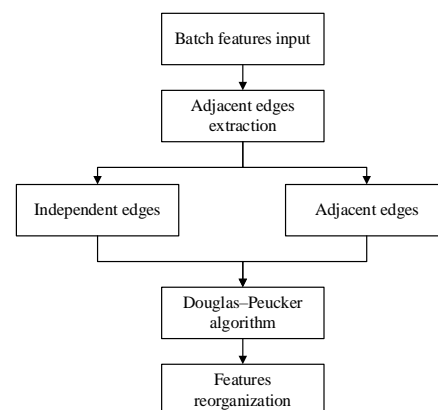 Batch features input
Adjacent edges
extraction
Independent edges
Adjacent edges
Douglas–Peucker
algorithm
Features
reorganization